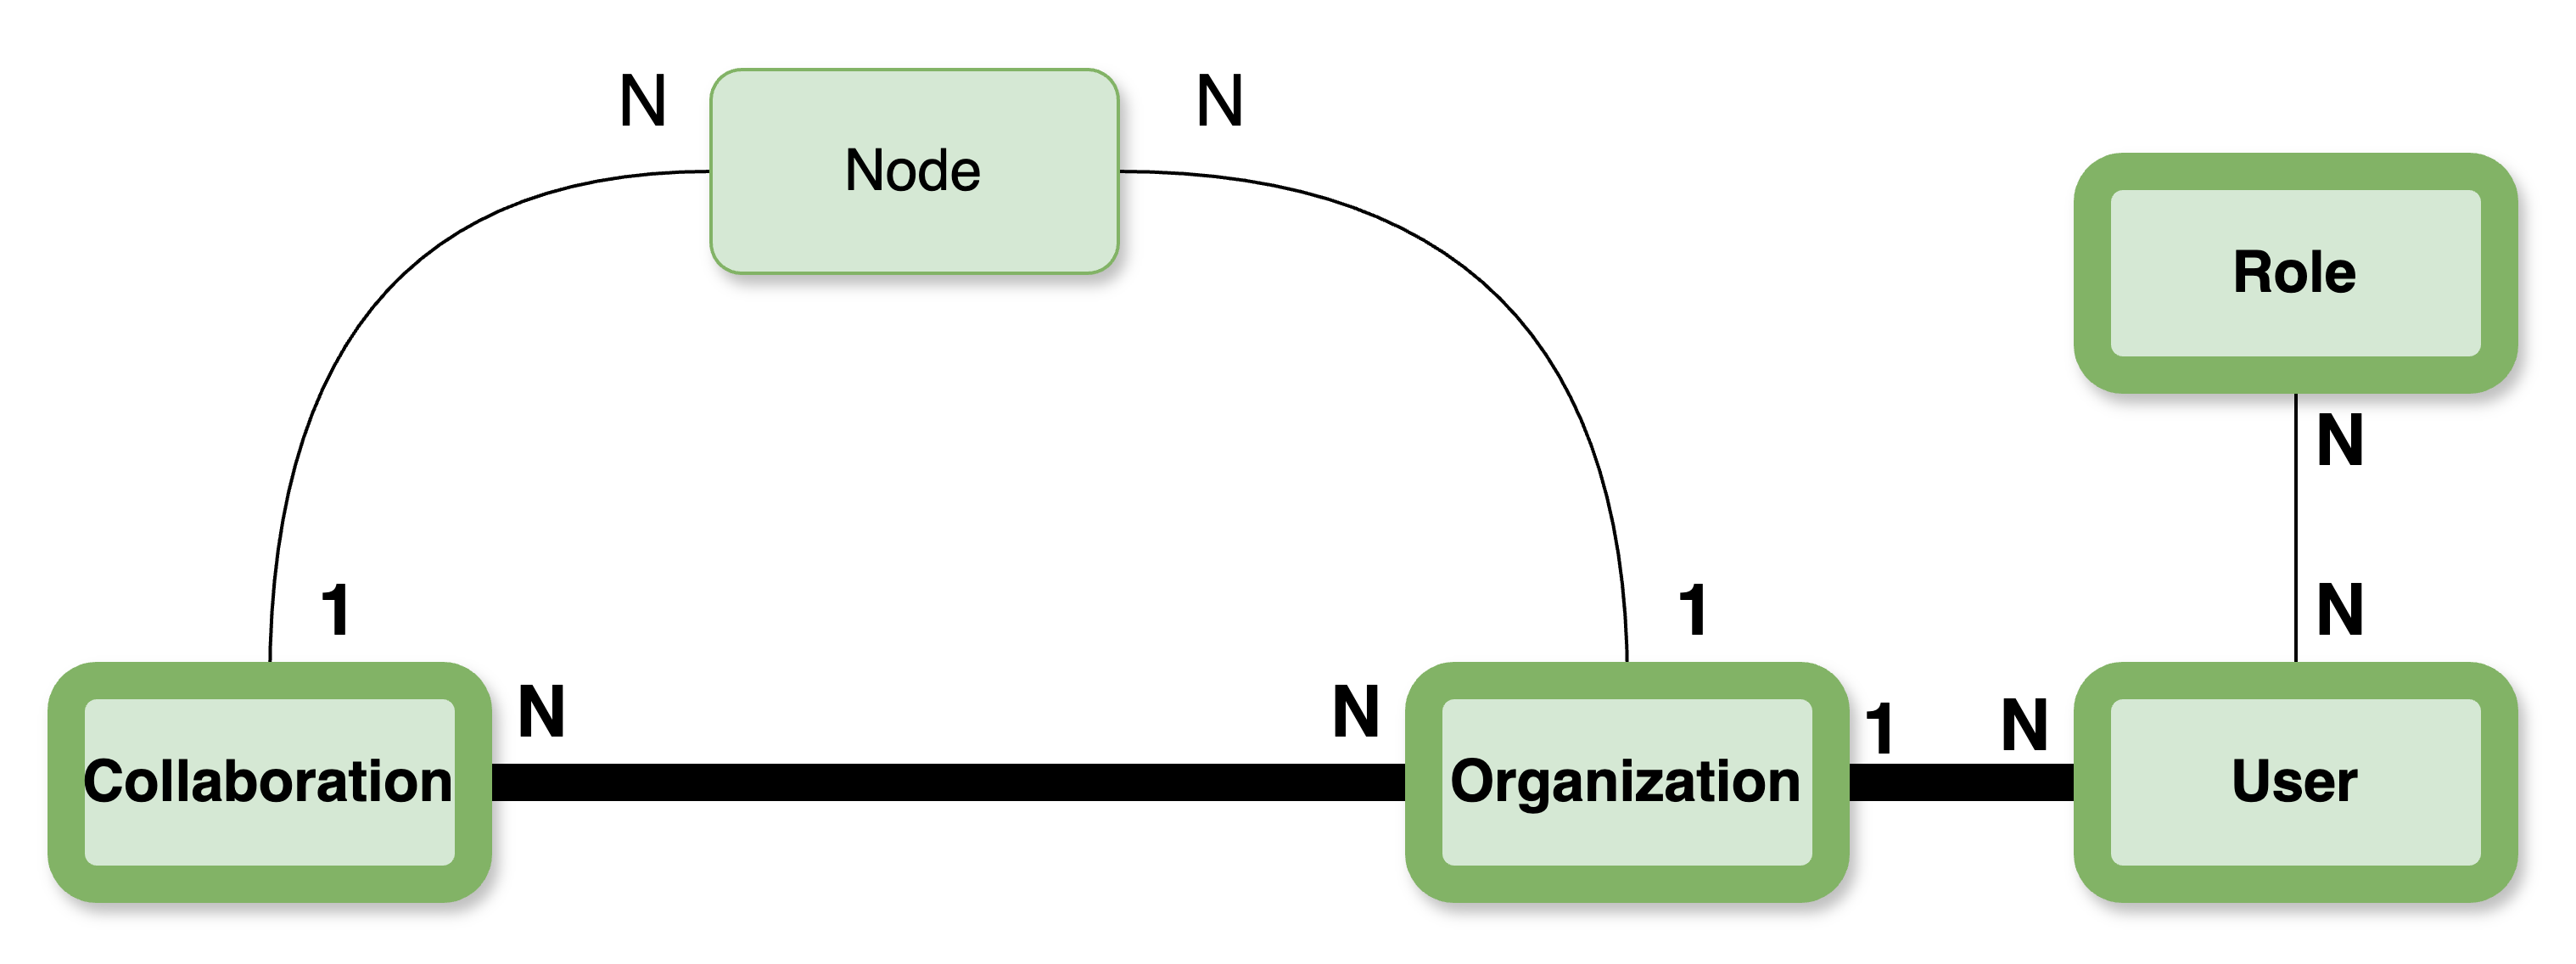 N
Node
N
Role
N
1
1
N
N
N
1
N
Collaboration
Organization
User